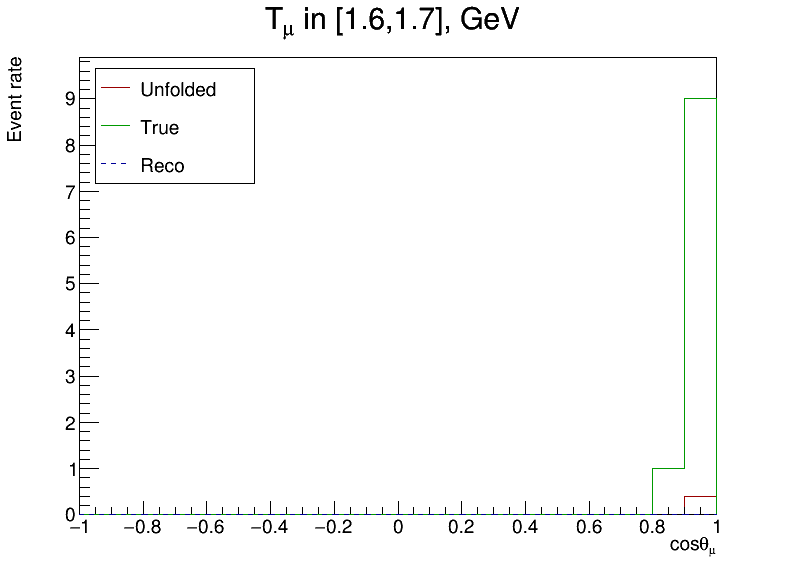 Tμ in [1.6,1.7], GeV
Event rate
Unfolded
True
Reco
9
8
7
6
5
4
3
2
1
0
−1 −0.8 −0.6 −0.4 −0.2 0 0.2 0.4 0.6 0.8 1
cosθμ